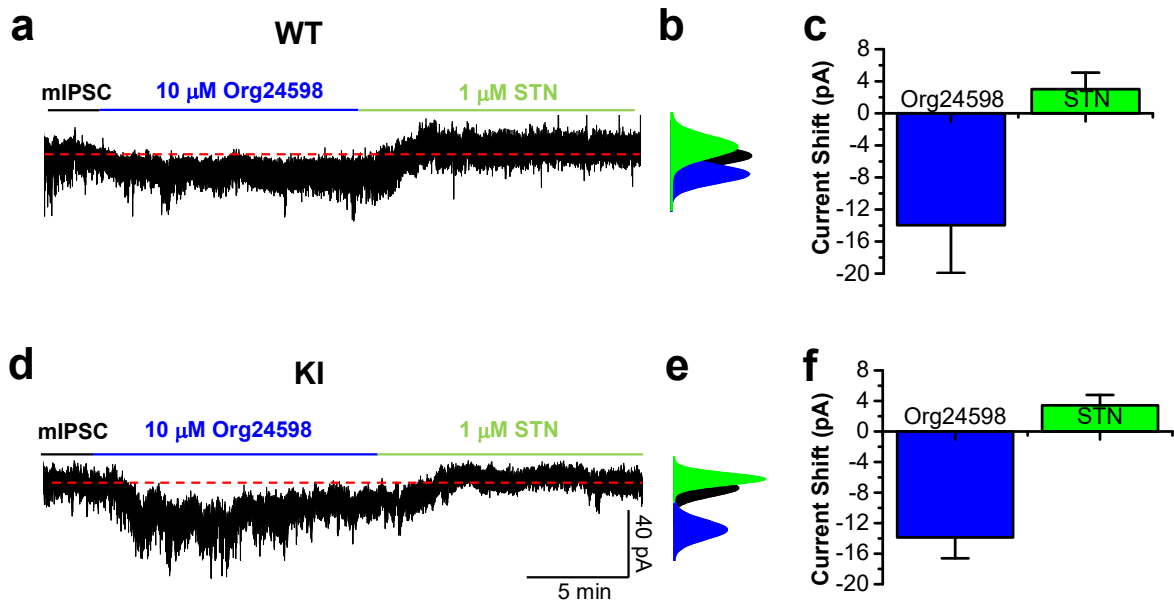 a
WT
mIPSC
10 μM Org24598
1 μM STN
b
c
Current Shift (pA)
8
4
0
-4
-8
-12
-16
-20
Org24598
STN
d
KI
mIPSC
10 μM Org24598
1 μM STN
40 pA
5 min
e
f
Current Shift (pA)
8
4
0
-4
-8
-12
-16
-20
Org24598
STN